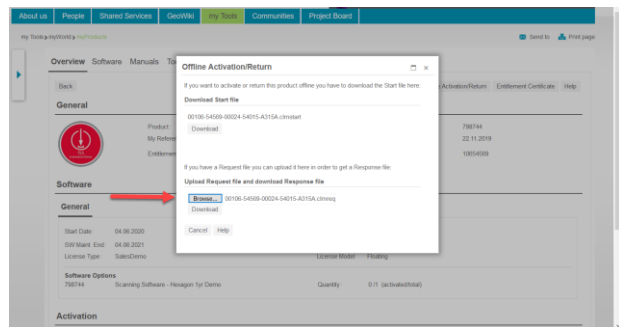 About us People Shared Services GeoWiki my Tools Communities Project Board
my Tools myWorld myProducts Send to Print page
Overview Software Manuals To
Offline Activation/Return
If you want to activate or return this product offline you have to download the Start file here:
Back Activation/Return Entitlement Certificate Help
Download Start file
General
00106-54569-00024-54015-A315A.clmstart
Download
Product 798744
My Refere 22.11.2019
Entitlemen
If you have a Request file you can upload it here in order to get a Response file:
Upload Request file and download Response file
Software
Browse... 00106-54569-00024-54015-A315A.clmreq
General
Download
Cancel Help
Start Date 04.06.2020
SW Maint. End: 04.06.2021
License Type SalesDemo License Model Floating
Software Options
798744 Scanning Software - Hexagon 1yr Demo Quantity 0 /1 (activated/total)
Activation